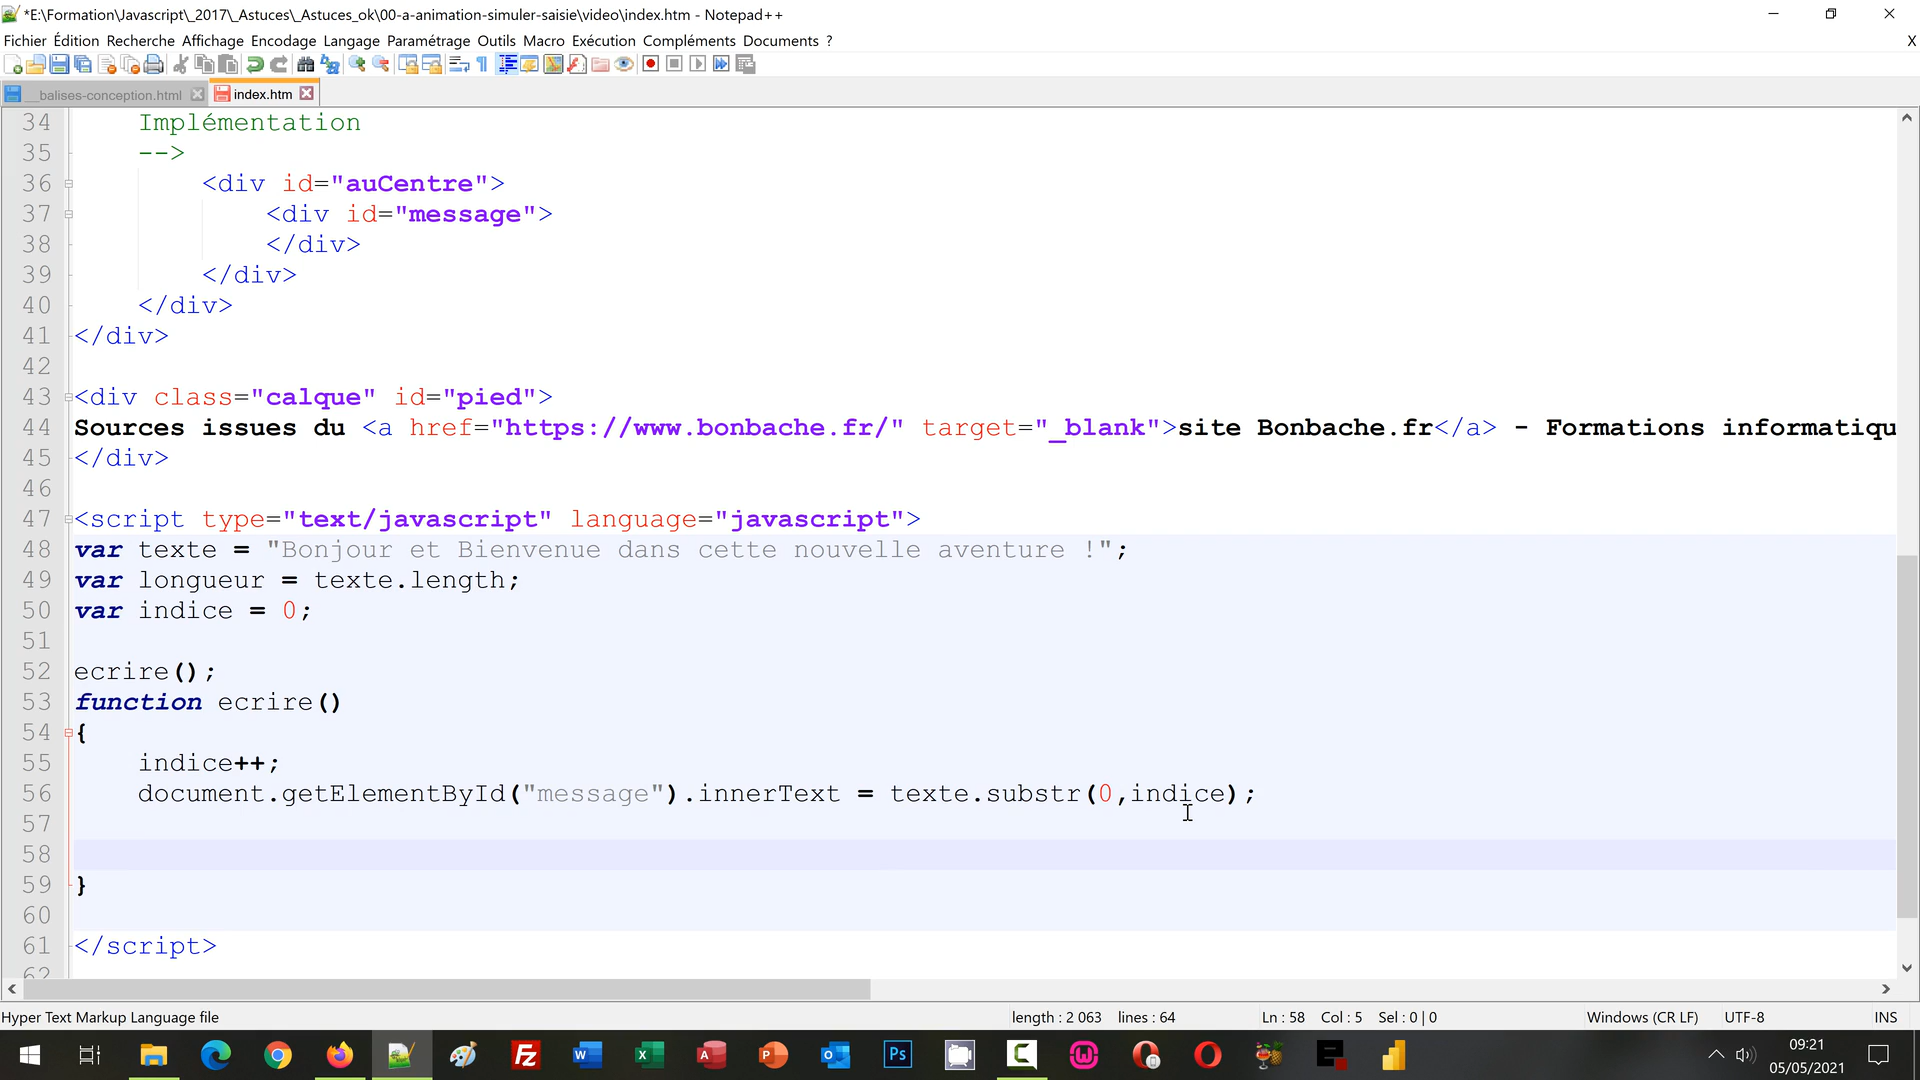 *E:\Formation\Javascript\_2017\_Astuces\_Astuces_ok\00-a-animation-simuler-saisie\video\index.htm - Notepad++
Fichier Édition Recherche Affichage Encodage Langage Paramétrage Outils Macro Exécution Compléments Documents ? X
__balises-conception.html index.htm
34 Implémentation
35 -->
36 <div id="auCentre">
37 <div id="message">
38 </div>
39 </div>
40 </div>
41 </div>
42
43 <div class="calque" id="pied">
44 Sources issues du <a href="https://www.bonbache.fr/" target="_blank">site Bonbache.fr</a> - Formations informatiqu
45 </div>
46
47 <script type="text/javascript" language="javascript">
48 var texte = "Bonjour et Bienvenue dans cette nouvelle aventure !";
49 var longueur = texte.length;
50 var indice = 0;
51
52 ecrire();
53 function ecrire()
54 {
55 indice++;
56 document.getElementById("message").innerText = texte.substr(0,indice);
57
58
59 }
60
61 </script>
62
Hyper Text Markup Language file length : 2 063 lines : 64 Ln : 58 Col : 5 Sel : 0 | 0 Windows (CR LF) UTF-8 INS
09:21
05/05/2021